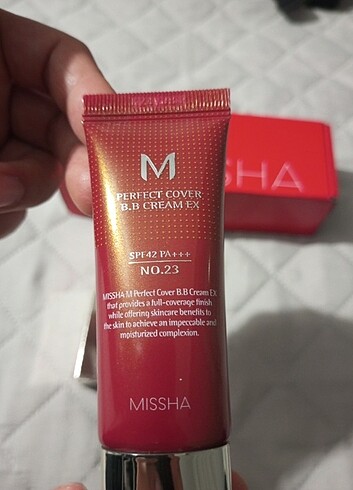 M
PERFECT COVER
B.B CREAM EX
SPF42 PA+++
NO.23
MISSHA M Perfect Cover B.B Cream EX
that provides a full-coverage finish
while offering skincare benefits to
the skin to achieve an impeccable and
moisturized complexion.
MISSHA
SHA